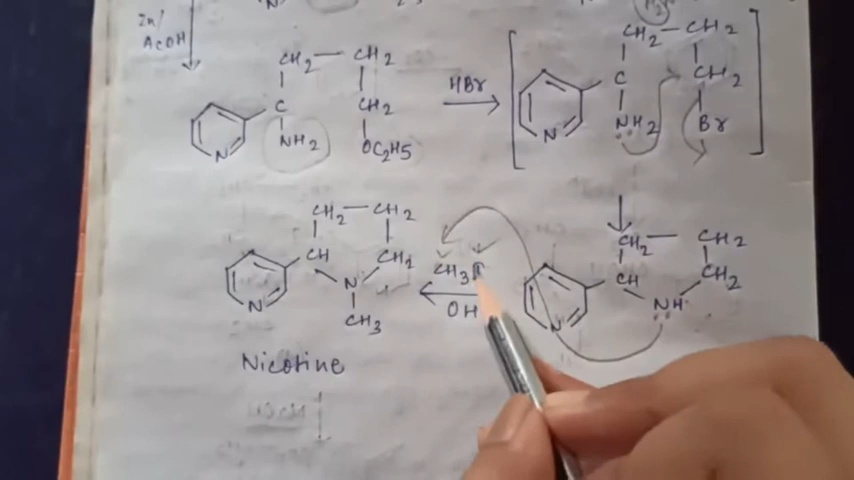 Zn/
AcOH
CH2 — CH2
C CH2
NH2 OC2H5
N
HBr
CH2 — CH2
C CH2
NH2 Br
N
CH2 — CH2
CH CH2
N
N
CH3
CH3I
OH
CH2 — CH2
CH CH2
NH
N
Nicotine